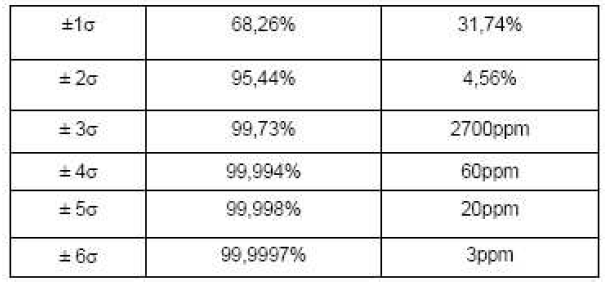 ±1σ 68,26% 31,74%
± 2σ 95,44% 4,56%
± 3σ 99,73% 2700ppm
± 4σ 99,994% 60ppm
± 5σ 99,998% 20ppm
± 6σ 99,9997% 3ppm